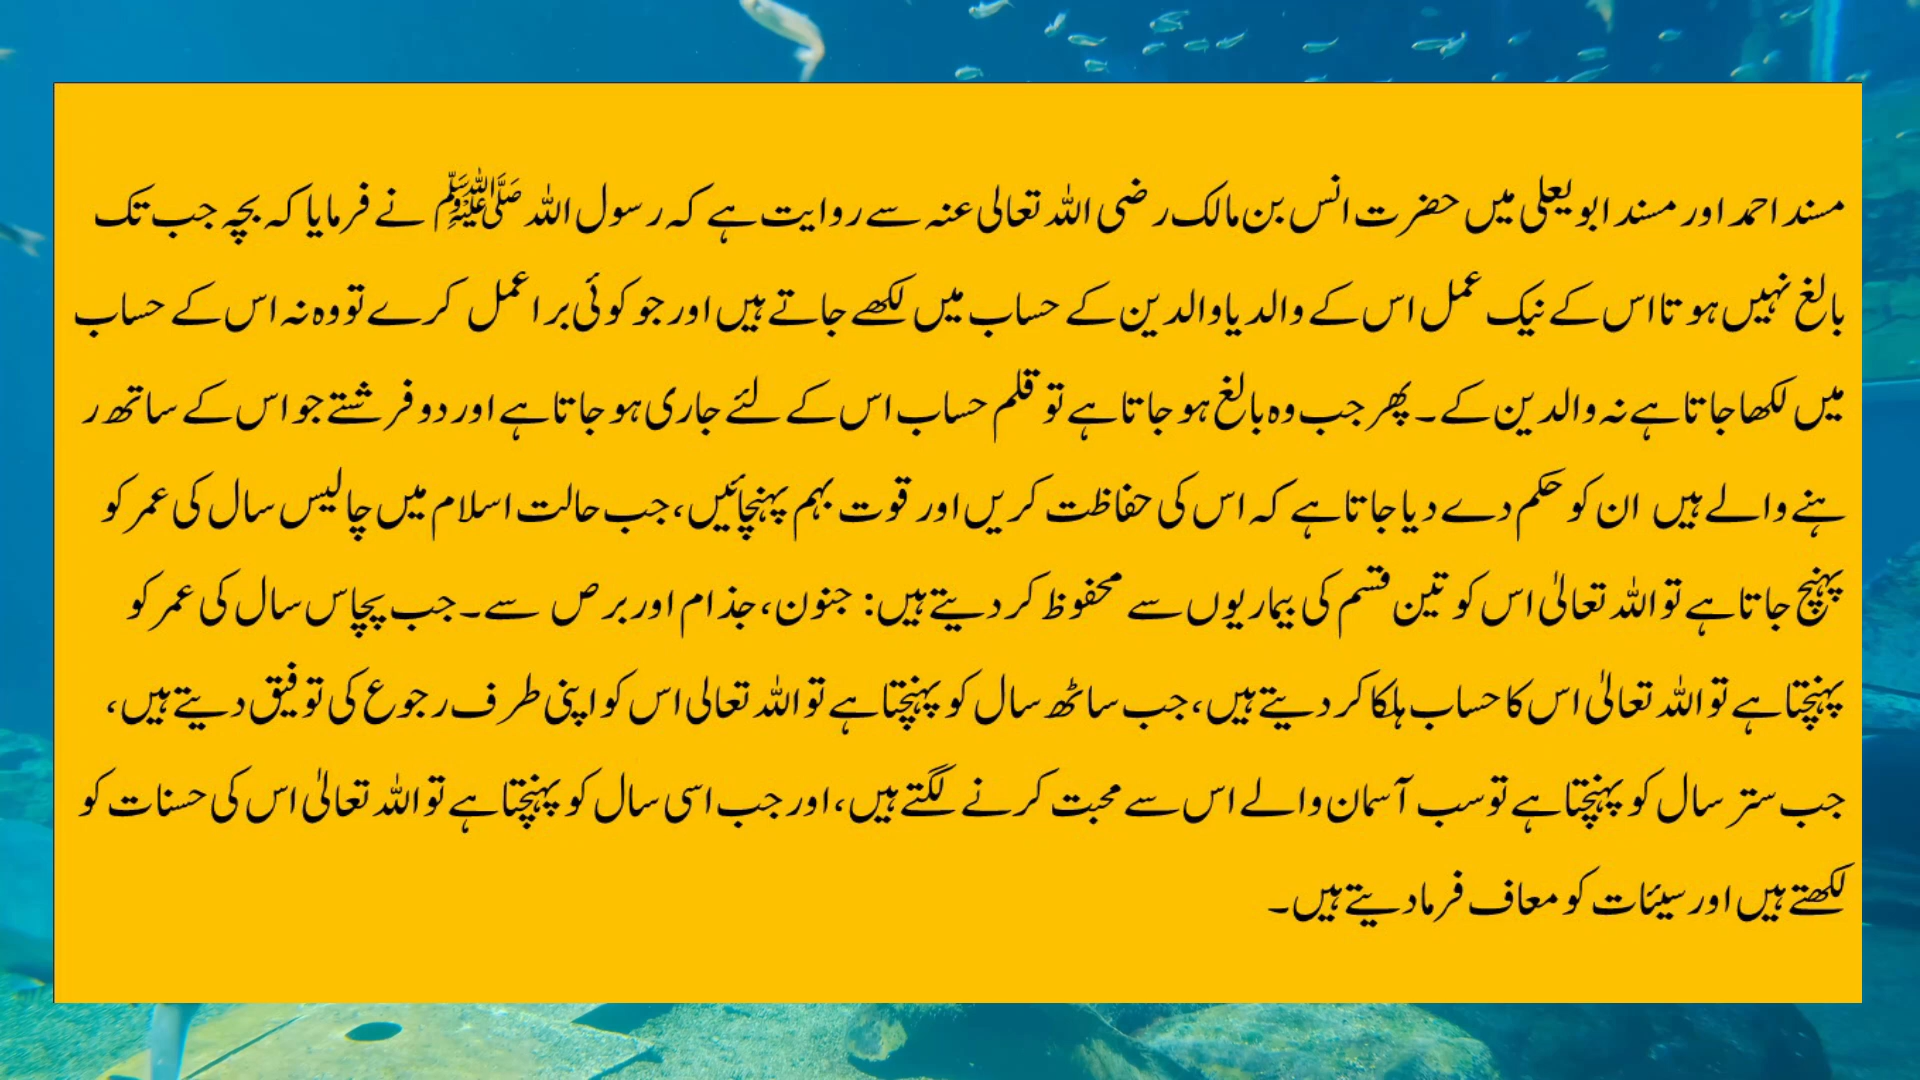 مسند احمد اور مسند ابویعلی میں حضرت انس بن مالک رضی اللہ تعالی عنہ سے روایت ہے کہ رسول اللہ ﷺ نے فرمایا کہ بچہ جب تک
بالغ نہیں ہوتا اس کے نیک عمل اس کے والد یا والدین کے حساب میں لکھے جاتے ہیں اور جو کوئی برا عمل کرے تو وہ نہ اس کے حساب
میں لکھا جاتا ہے نہ والدین کے۔ پھر جب وہ بالغ ہو جاتا ہے تو قلم حساب اس کے لئے جاری ہو جاتا ہے اور دو فرشتے جو اس کے ساتھ ر
ہنے والے ہیں ان کو حکم دے دیا جاتا ہے کہ اس کی حفاظت کریں اور قوت بہم پہنچائیں، جب حالت اسلام میں چالیس سال کی عمر کو
پہنچ جاتا ہے تو اللہ تعالیٰ اس کو تین قسم کی بیماریوں سے محفوظ کر دیتے ہیں: جنون، جذام اور برص سے۔ جب پچاس سال کی عمر کو
پہنچتا ہے تو اللہ تعالیٰ اس کا حساب ہلکا کر دیتے ہیں، جب ساٹھ سال کو پہنچتا ہے تو اللہ تعالی اس کو اپنی طرف رجوع کی توفیق دیتے ہیں،
جب ستر سال کو پہنچتا ہے تو سب آسمان والے اس سے محبت کرنے لگتے ہیں، اور جب اسی سال کو پہنچتا ہے تو اللہ تعالیٰ اس کی حسنات کو
لکھتے ہیں اور سیئات کو معاف فرمادیتے ہیں۔